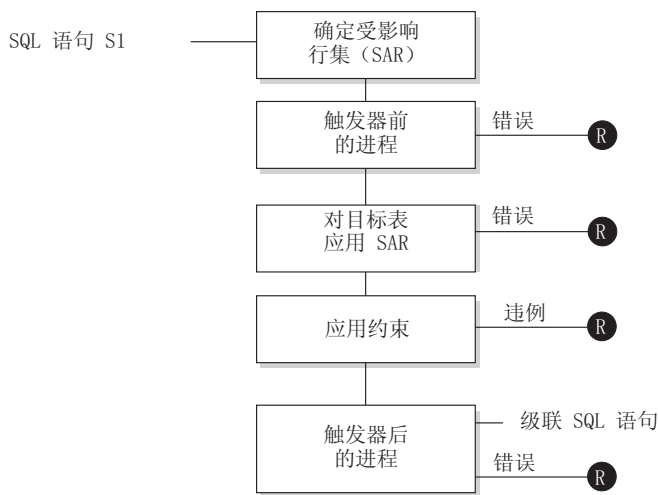 SQL 语句 S1
确定受影响
行集（SAR）
触发器前
的进程
错误
R
对目标表
应用 SAR
错误
R
应用约束
违例
R
触发器后
的进程
级联 SQL 语句
错误
R